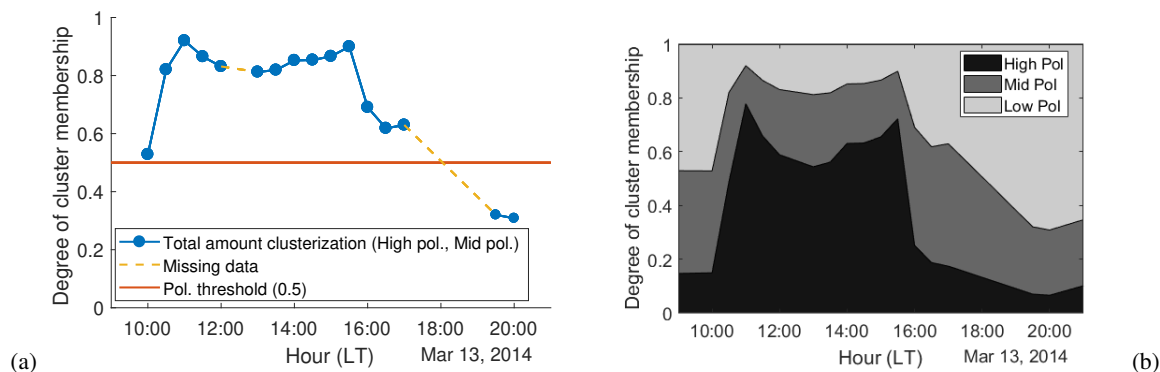 Degree of cluster membership
1
0.8
0.6
0.4
0.2
0
Total amount clusterization (High pol., Mid pol.)
Missing data
Pol. threshold (0.5)
10:00 12:00 14:00 16:00 18:00 20:00
Hour (LT)
Mar 13, 2014
(a)
Degree of cluster membership
1
0.8
0.6
0.4
0.2
0
High Pol
Mid Pol
Low Pol
10:00 12:00 14:00 16:00 18:00 20:00
Hour (LT)
Mar 13, 2014
(b)